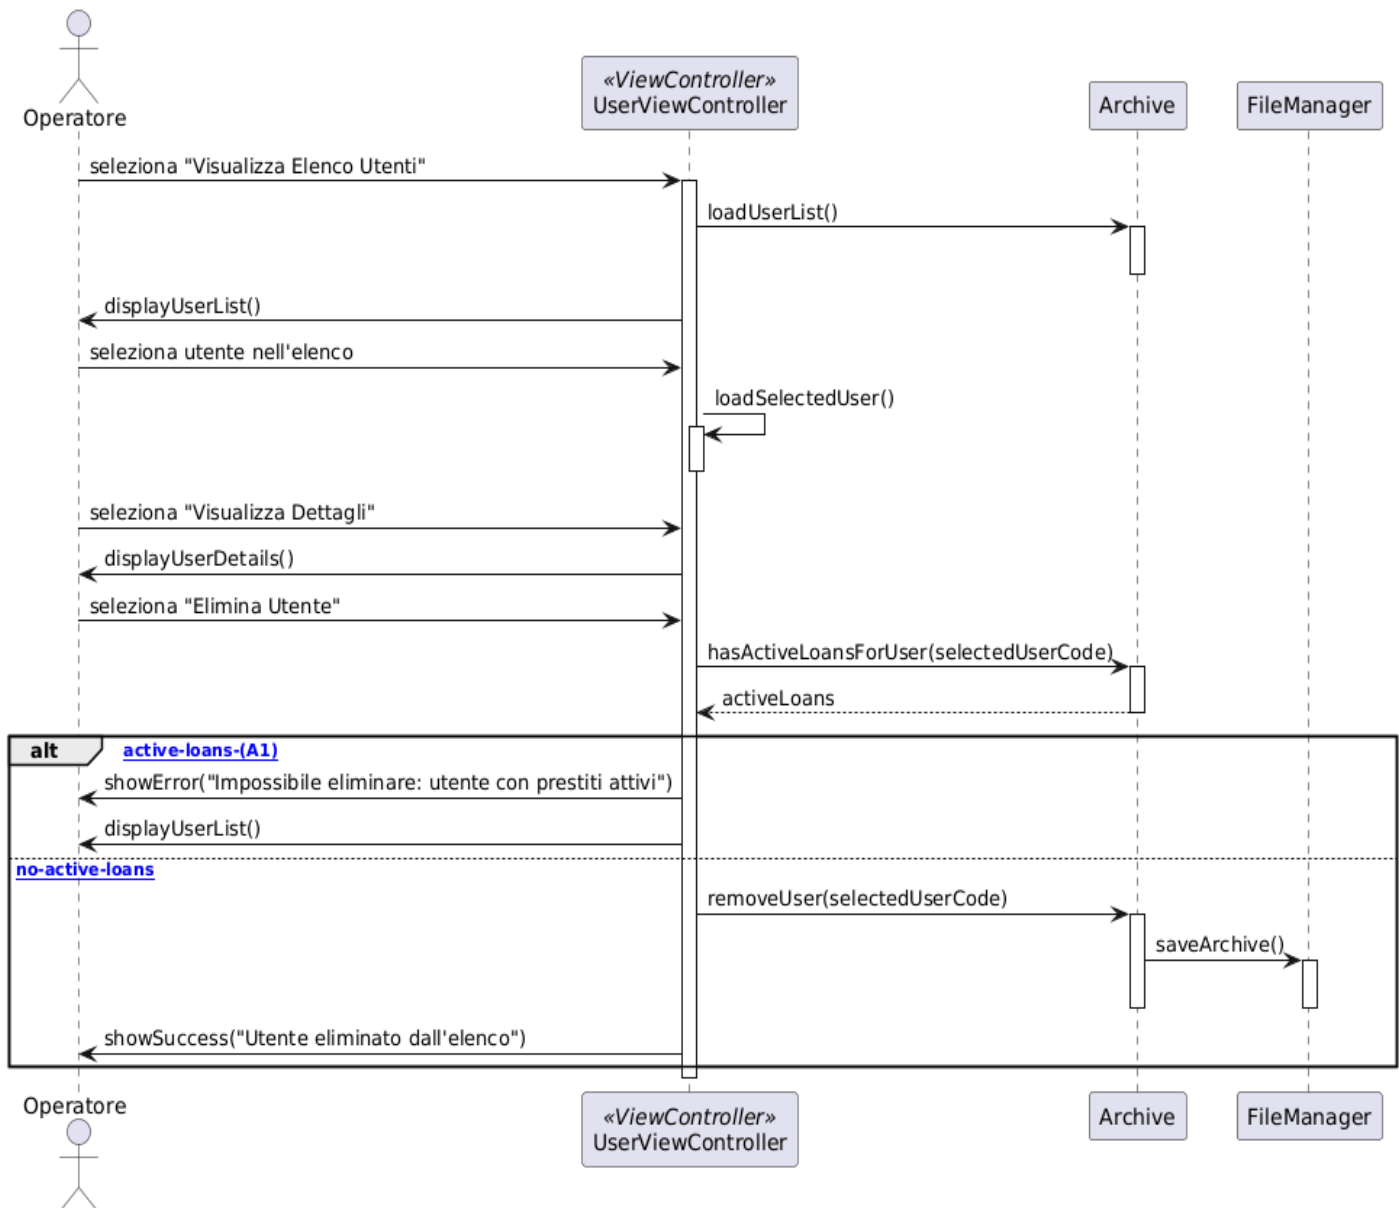 Operatore
«ViewController»
UserViewController
Archive
FileManager
seleziona "Visualizza Elenco Utenti"
loadUserList()
displayUserList()
seleziona utente nell'elenco
loadSelectedUser()
seleziona "Visualizza Dettagli"
displayUserDetails()
seleziona "Elimina Utente"
hasActiveLoansForUser(selectedUserCode)
activeLoans
alt
active-loans-(A1)
showError("Impossibile eliminare: utente con prestiti attivi")
displayUserList()
no-active-loans
removeUser(selectedUserCode)
saveArchive()
showSuccess("Utente eliminato dall'elenco")
Operatore
«ViewController»
UserViewController
Archive
FileManager